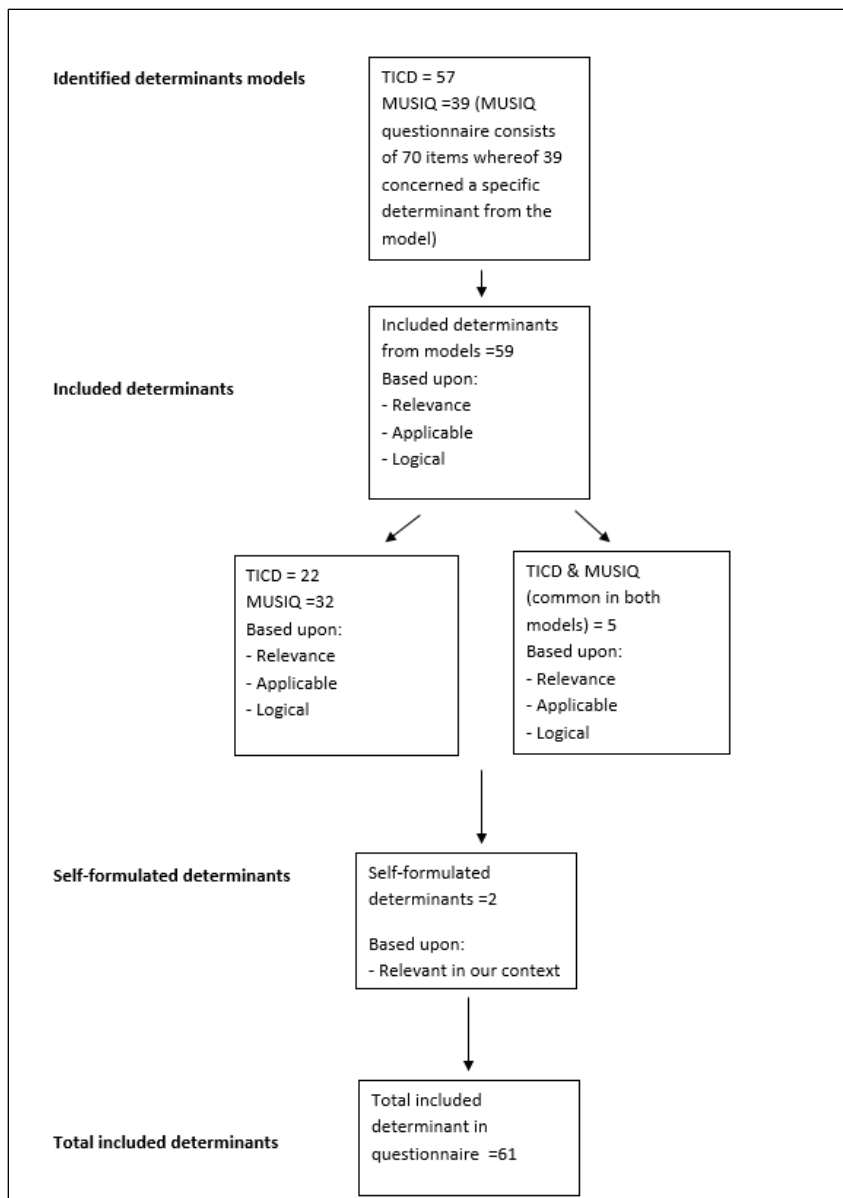 Identified determinants models
TICD = 57
MUSIQ =39 (MUSIQ
questionnaire consists
of 70 items whereof 39
concerned a specific
determinant from the
model)
Included determinants
Included determinants
from models =59
Based upon:
- Relevance
- Applicable
- Logical
TICD = 22
MUSIQ =32
Based upon:
- Relevance
- Applicable
- Logical
TICD & MUSIQ
(common in both
models) = 5
Based upon:
- Relevance
- Applicable
- Logical
Self-formulated determinants
Self-formulated
determinants =2
Based upon:
- Relevant in our context
Total included determinants
Total included
determinant in
questionnaire  =61